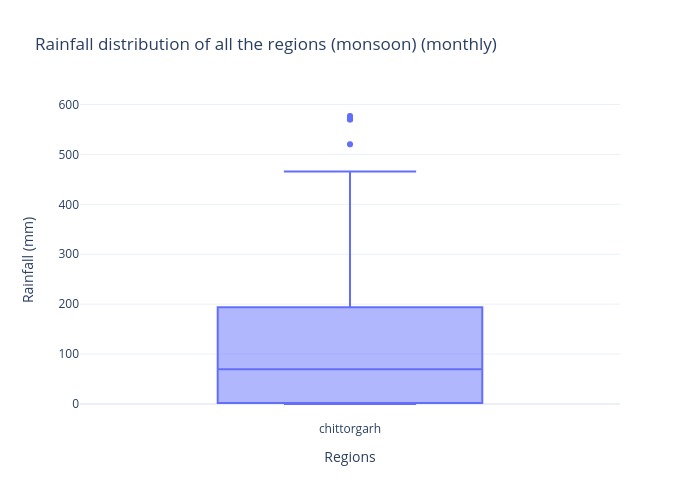 Rainfall distribution of all the regions (monsoon) (monthly)
600
500
400
300
200
100
0
Rainfall (mm)
chittorgarh
Regions